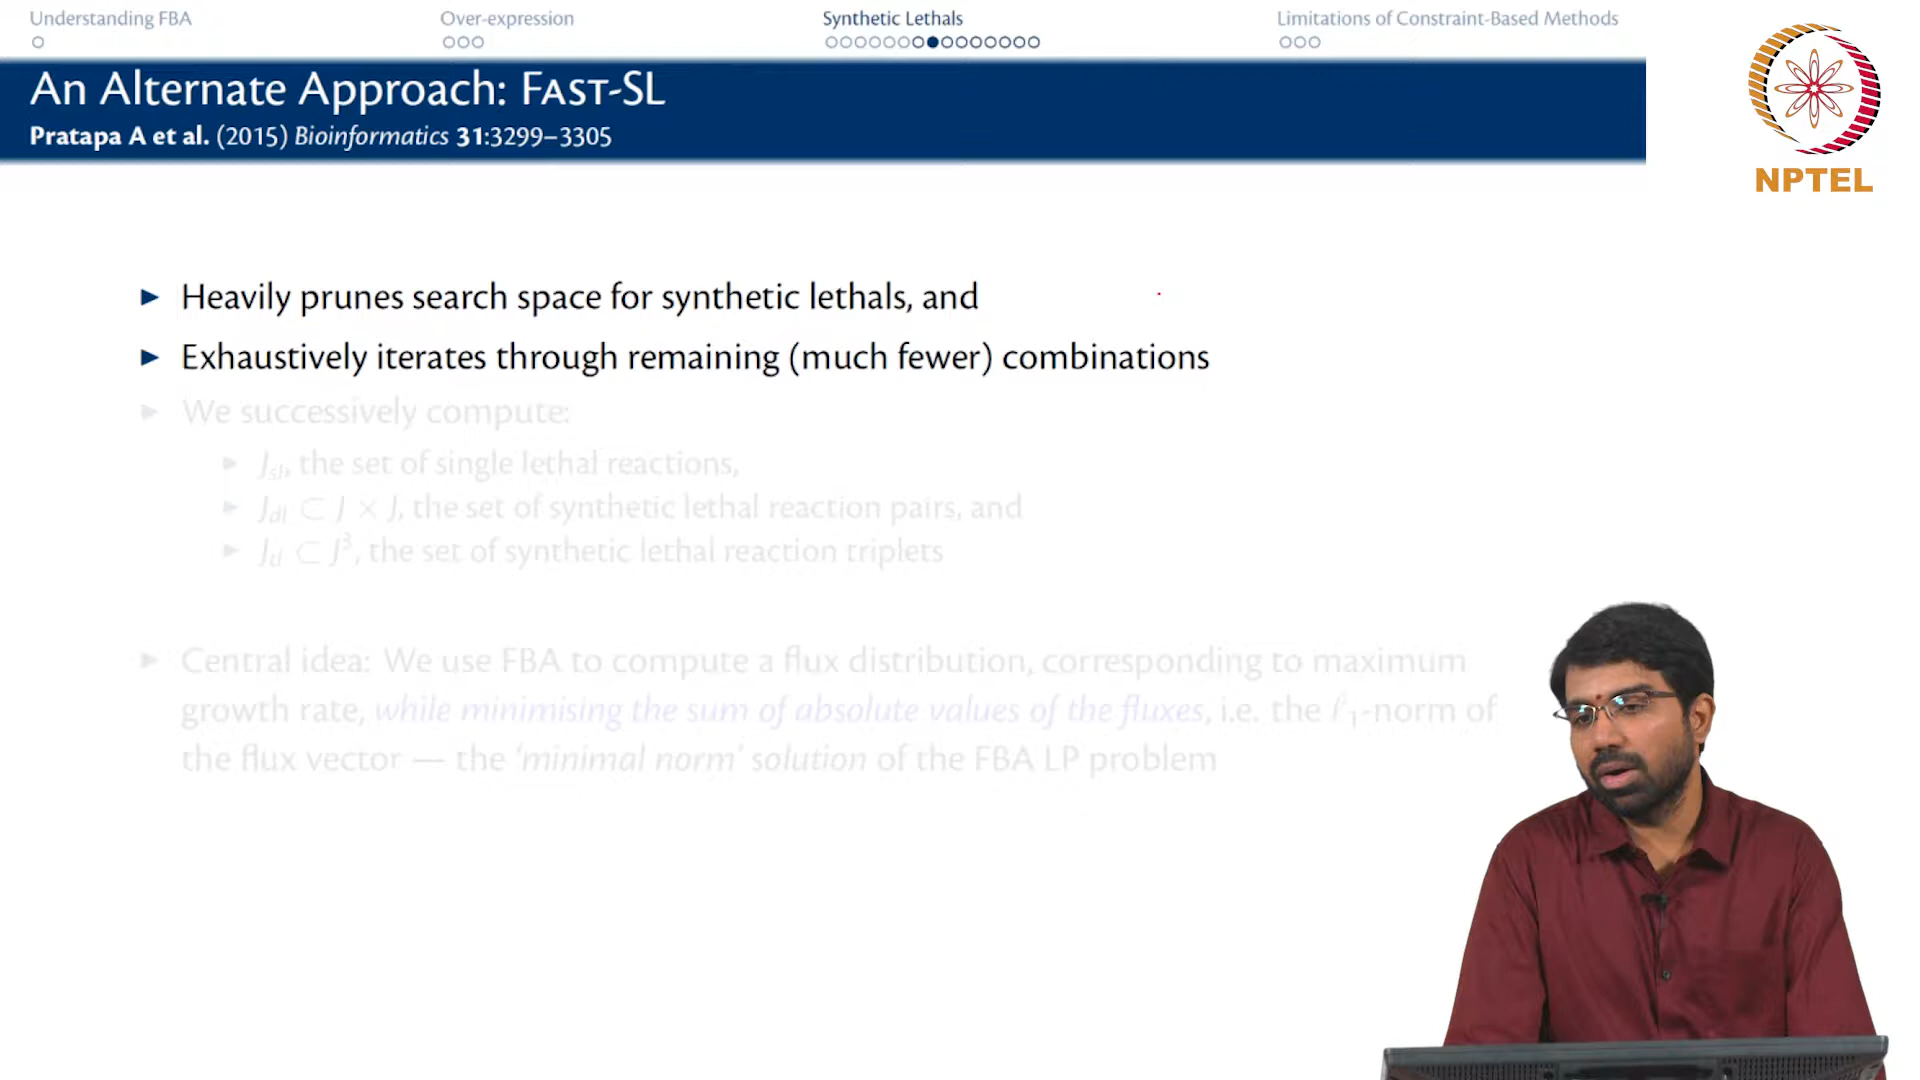 Understanding FBA
Over-expression
Synthetic Lethals
Limitations of Constraint-Based Methods
An Alternate Approach: FAST-SL
Pratapa A et al. (2015) Bioinformatics 31:3299–3305
NPTEL
► Heavily prunes search space for synthetic lethals, and
► Exhaustively iterates through remaining (much fewer) combinations
► We successively compute:
► Jsl, the set of single lethal reactions,
► Jdl ⊂ J × J, the set of synthetic lethal reaction pairs, and
► Jtl ⊂ J³, the set of synthetic lethal reaction triplets
► Central idea: We use FBA to compute a flux distribution, corresponding to maximum
growth rate, while minimising the sum of absolute values of the fluxes, i.e. the ℓ1-norm of
the flux vector — the ‘minimal norm’ solution of the FBA LP problem